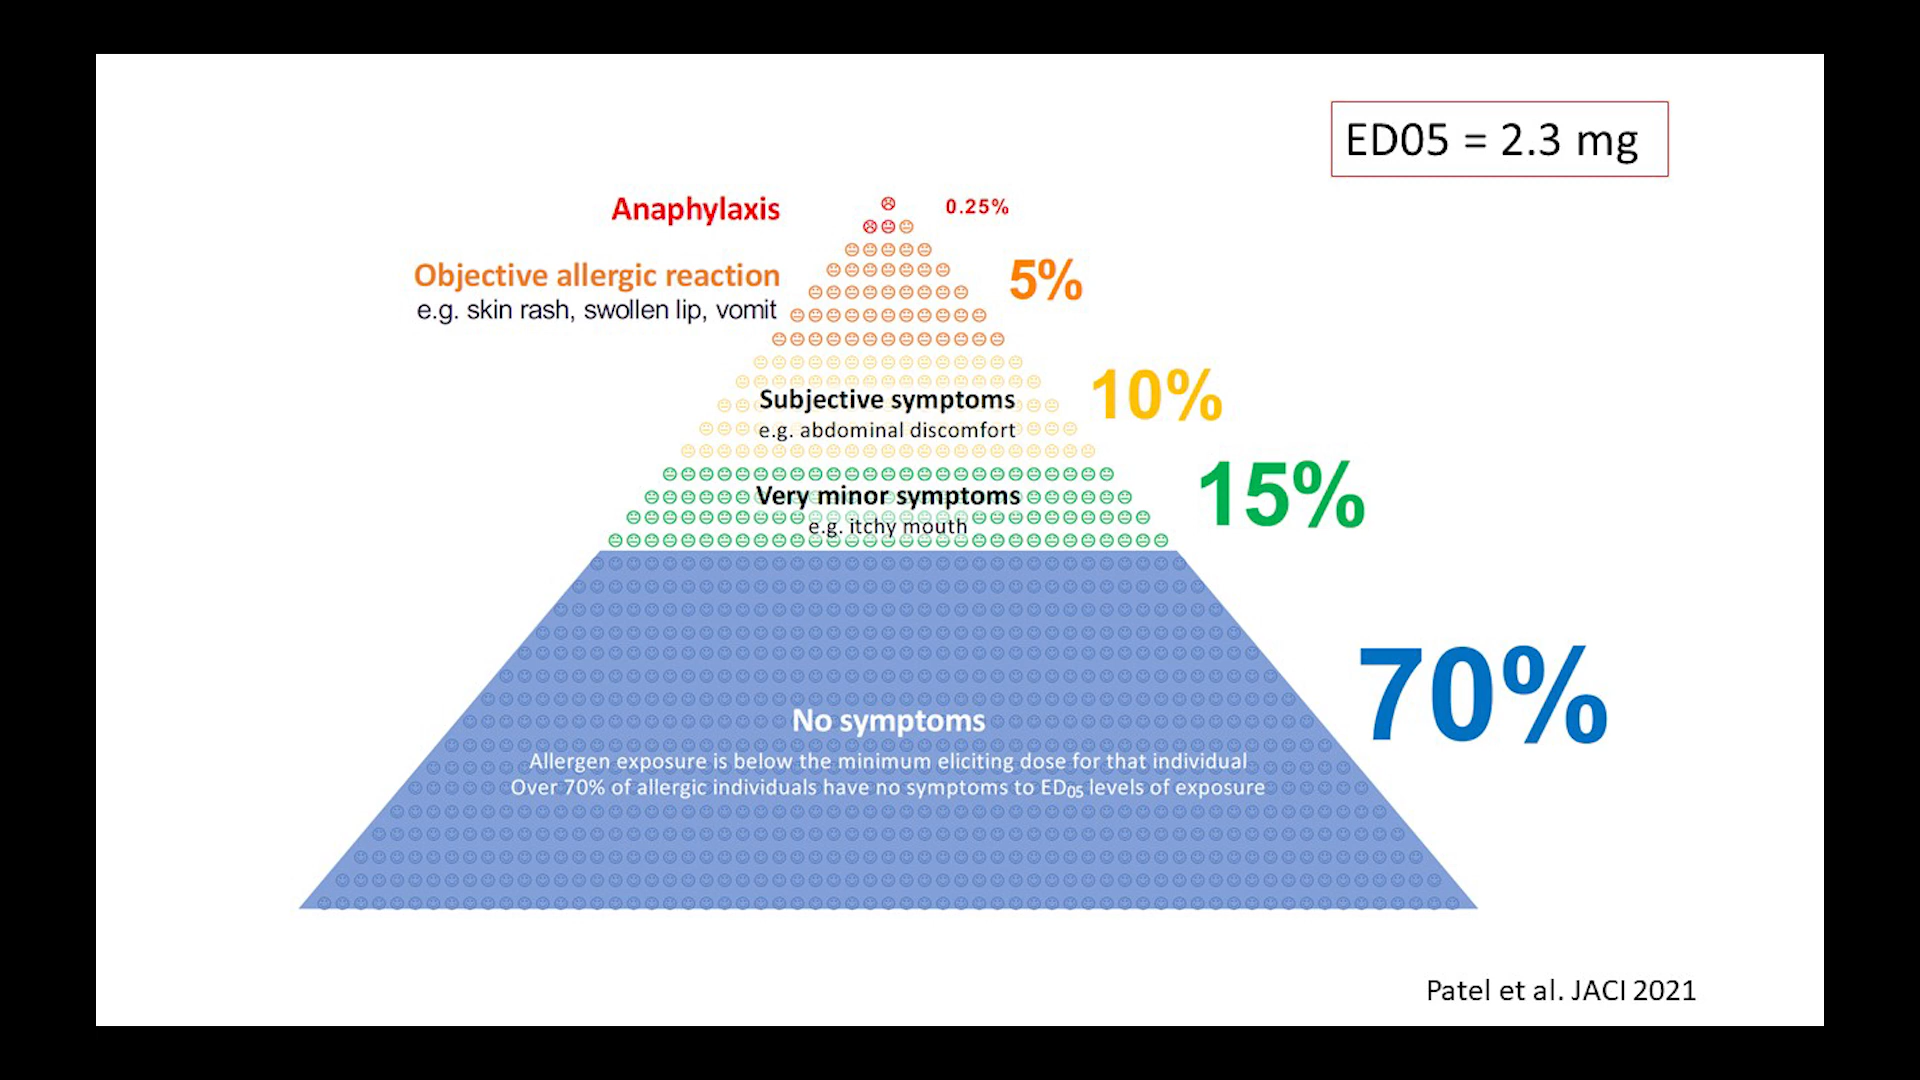 ED05 = 2.3 mg
Anaphylaxis
0.25%
Objective allergic reaction
e.g. skin rash, swollen lip, vomit
5%
Subjective symptoms
e.g. abdominal discomfort
10%
Very minor symptoms
e.g. itchy mouth
15%
No symptoms
Allergen exposure is below the minimum eliciting dose for that individual
Over 70% of allergic individuals have no symptoms to ED05 levels of exposure
70%
Patel et al. JACI 2021